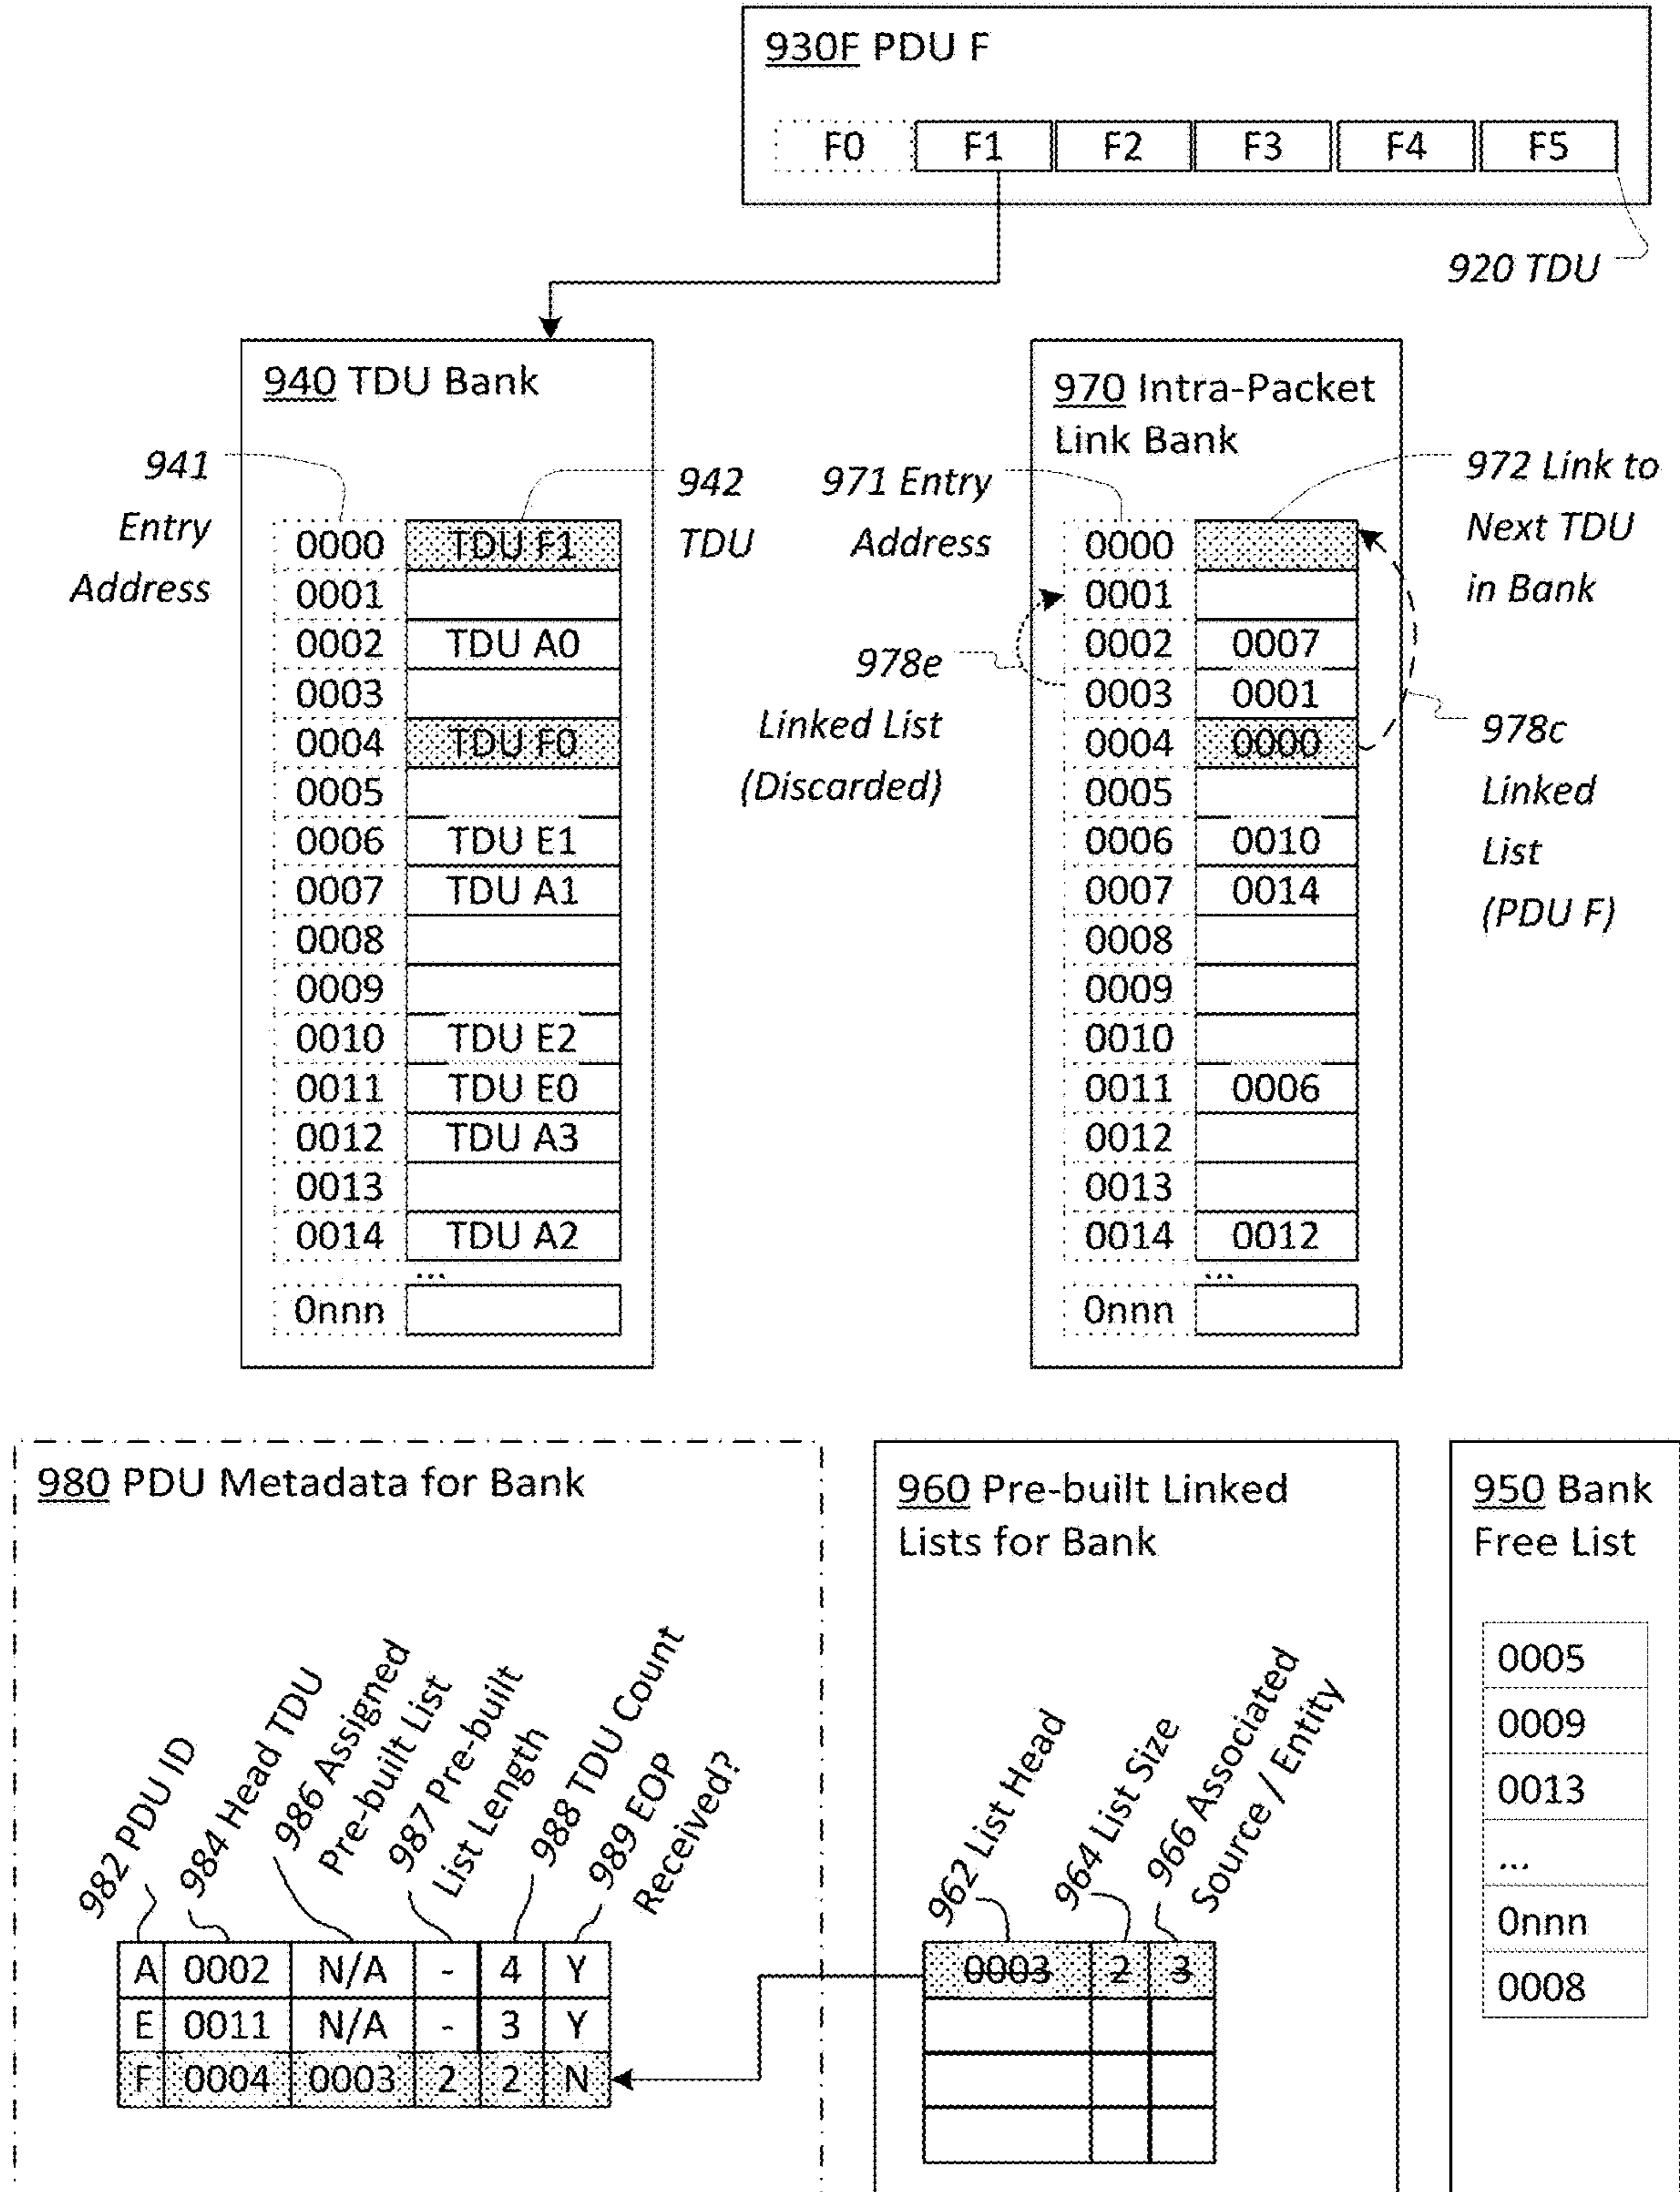 930F PDU F
F0 F1 F2 F3 F4 F5
920 TDU
940 TDU Bank
941
Entry
Address
942
TDU
0000 TDU F1
0001
0002 TDU A0
0003
0004 TDU F0
0005
0006 TDU E1
0007 TDU A1
0008
0009
0010 TDU E2
0011 TDU E0
0012 TDU A3
0013
0014 TDU A2
...
0nnn
970 Intra-Packet
Link Bank
971 Entry
Address
972 Link to
Next TDU
in Bank
978e
Linked List
(Discarded)
978c
Linked
List
(PDU F)
0000
0001
0002 0007
0003 0001
0004 0000
0005
0006 0010
0007 0014
0008
0009
0010
0011 0006
0012
0013
0014 0012
...
0nnn
980 PDU Metadata for Bank
982 PDU ID
984 Head TDU
986 Assigned
Pre-built List
987 Pre-built
List Length
988 TDU Count
989 EOP
Received?
A 0002 N/A - 4 Y
E 0011 N/A - 3 Y
F 0004 0003 2 2 N
960 Pre-built Linked
Lists for Bank
962 List Head
964 List Size
966 Associated
Source / Entity
0003 2 3
950 Bank
Free List
0005
0009
0013
...
0nnn
0008